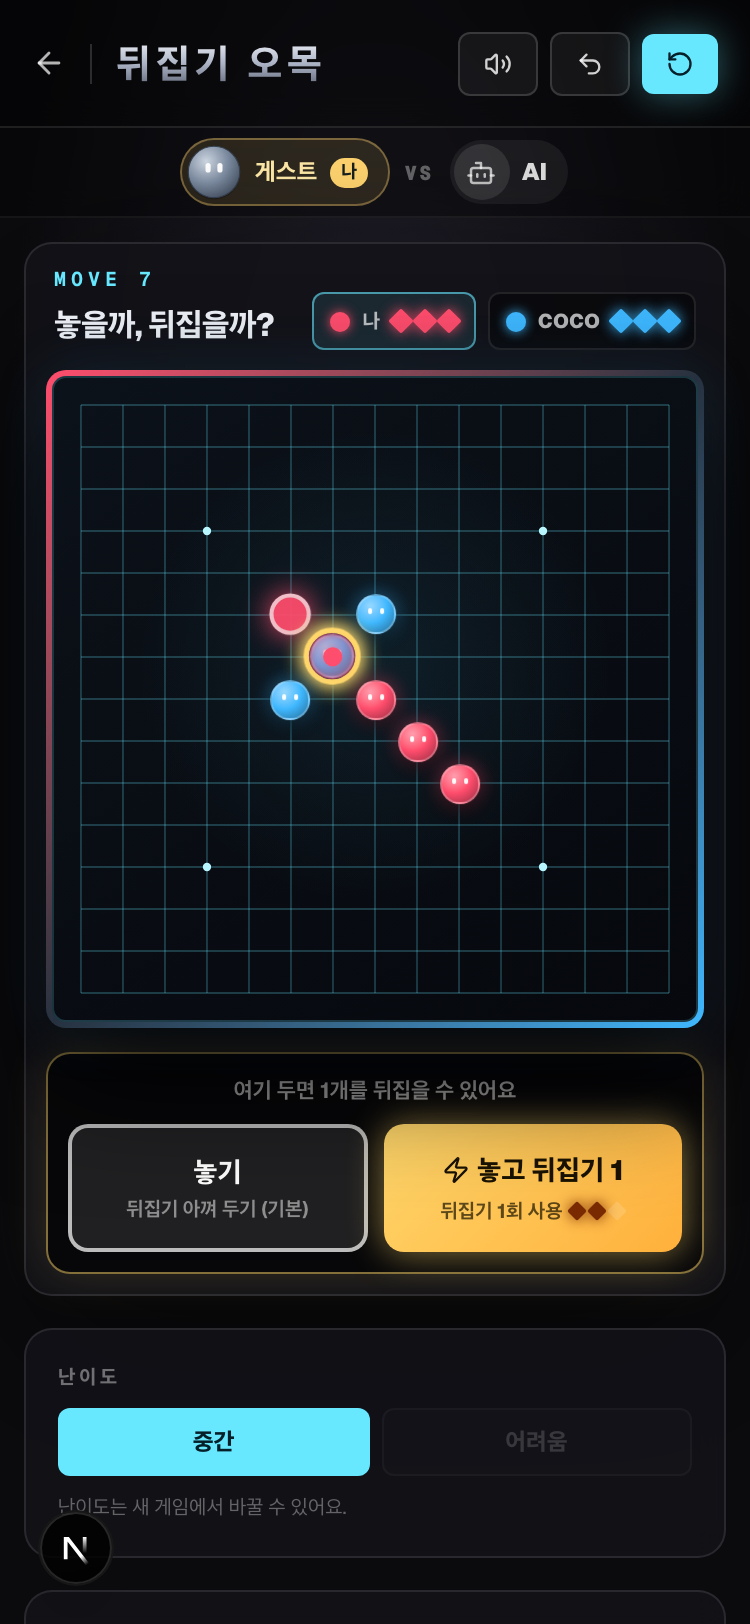 뒤집기 오목
게스트 나 VS AI
MOVE 7
놓을까, 뒤집을까?
나
COCO
여기 두면 1개를 뒤집을 수 있어요
놓기
뒤집기 아껴 두기 (기본)
놓고 뒤집기 1
뒤집기 1회 사용
난이도
중간
어려움
난이도는 새 게임에서 바꿀 수 있어요.
N